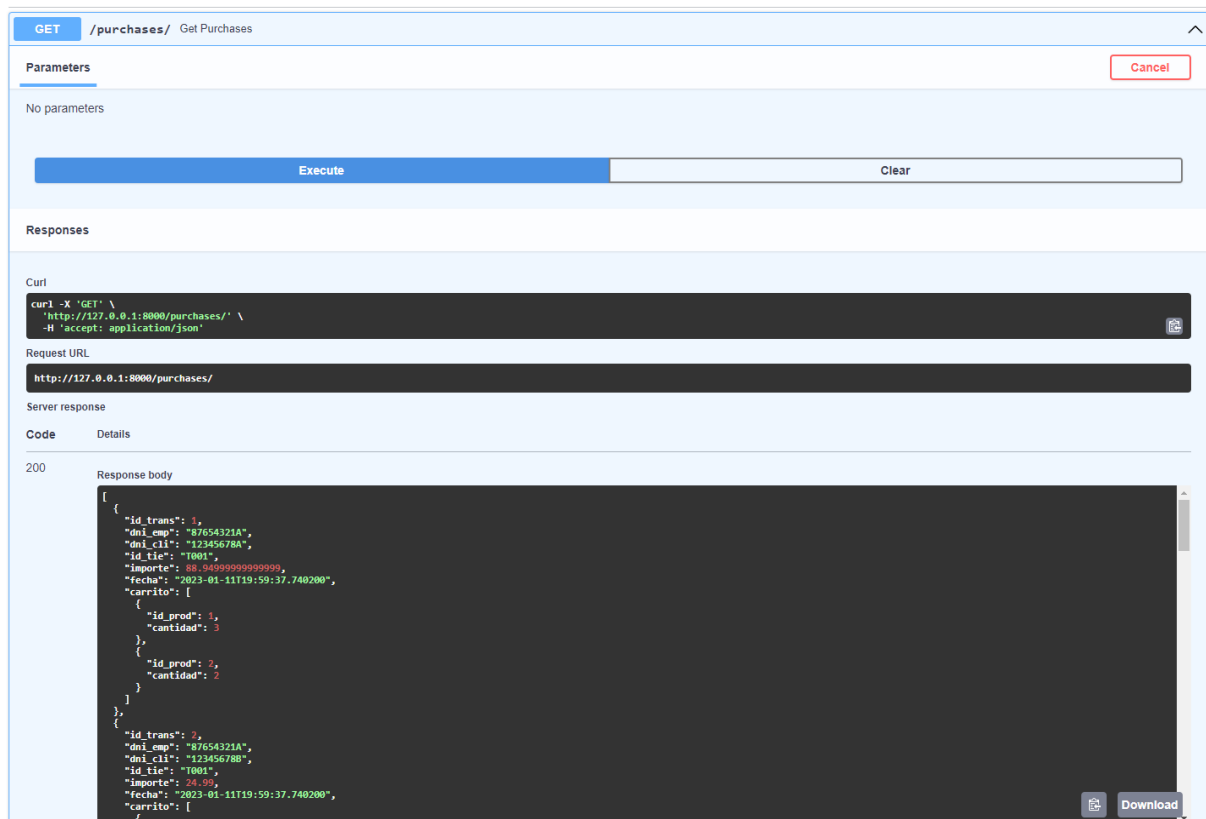 GET /purchases/ Get Purchases
Parameters
Cancel
No parameters
Execute
Clear
Responses
Curl
curl -X 'GET' \
  'http://127.0.0.1:8000/purchases/' \
  -H 'accept: application/json'
Request URL
http://127.0.0.1:8000/purchases/
Server response
Code Details
200
Response body
[
  {
    "id_trans": 1,
    "dni_emp": "87654321A",
    "dni_cli": "12345678A",
    "id_tie": "T001",
    "importe": 88.94999999999999,
    "fecha": "2023-01-11T19:59:37.740200",
    "carrito": [
      {
        "id_prod": 1,
        "cantidad": 3
      },
      {
        "id_prod": 2,
        "cantidad": 2
      }
    ]
  },
  {
    "id_trans": 2,
    "dni_emp": "87654321A",
    "dni_cli": "12345678B",
    "id_tie": "T001",
    "importe": 24.99,
    "fecha": "2023-01-11T19:59:37.740200",
    "carrito": [
      {
Download